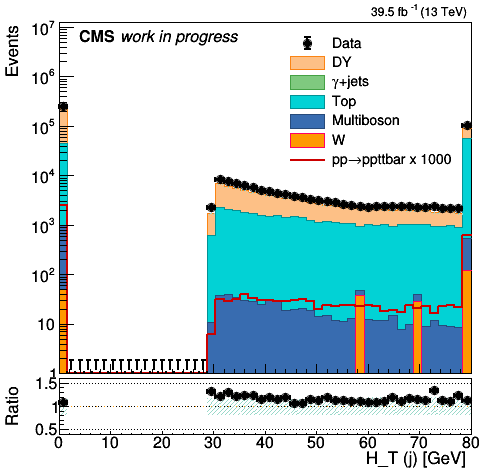 39.5 fb⁻¹ (13 TeV)
CMS work in progress
Events
10⁷
10⁶
10⁵
10⁴
10³
10²
10
1
Data
DY
γ+jets
Top
Multiboson
W
pp→ppttbar x 1000
Ratio
1.5
1
0.5
0 10 20 30 40 50 60 70 80
H_T (j) [GeV]